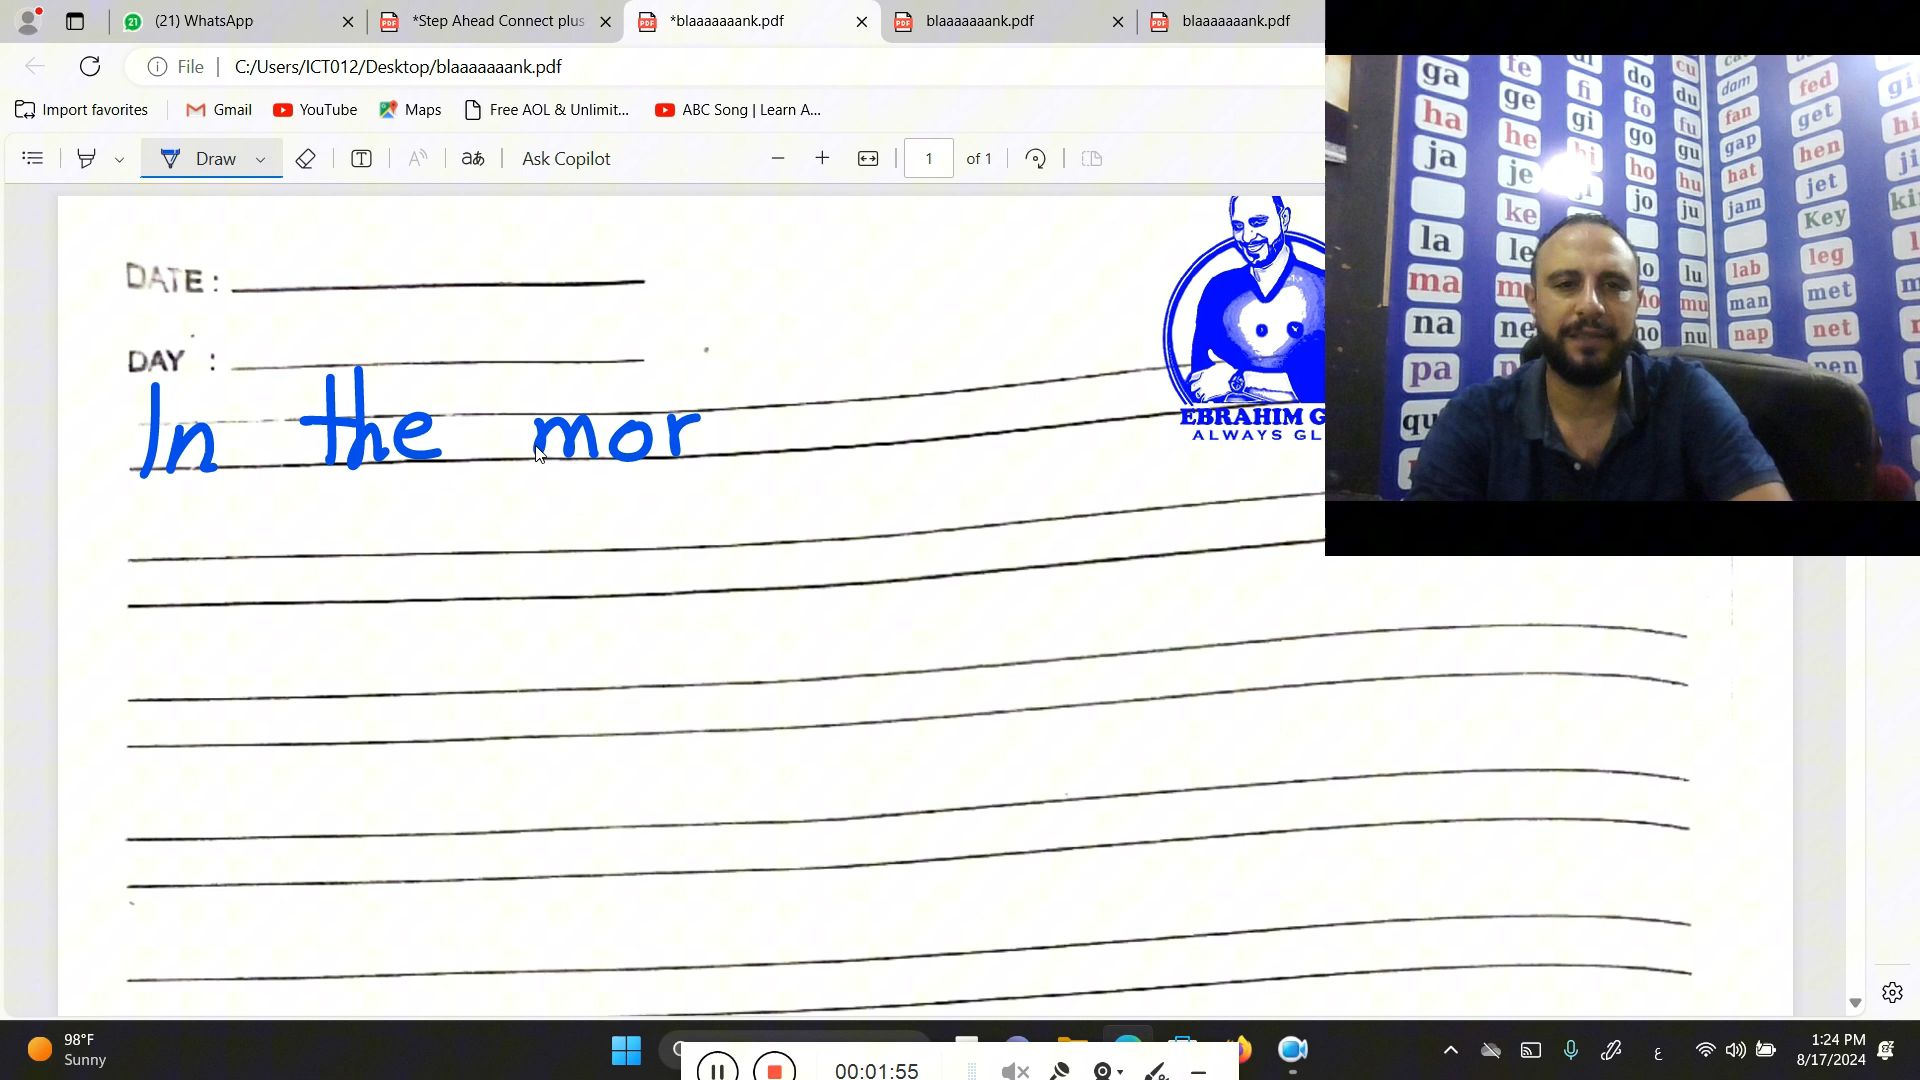 (21) WhatsApp
*Step Ahead Connect plus
*blaaaaaaank.pdf
blaaaaaaank.pdf
blaaaaaaank.pdf
File
C:/Users/ICT012/Desktop/blaaaaaaank.pdf
Import favorites
Gmail
YouTube
Maps
Free AOL & Unlimit...
ABC Song | Learn A...
Draw
Ask Copilot
1
of 1
DATE :
DAY :
In the mor
EBRAHIM G
ALWAYS GL
ga fe do cu
ge fi du dam fed
ha gi fo fan get
he go fu gap hen
ja je ho gu hat jet
ke jo hu jam Key
la le ju leg
ma lu lab met
na ne mu man net
pa nu nap
qu
98°F
Sunny
00:01:55
ع
1:24 PM
8/17/2024